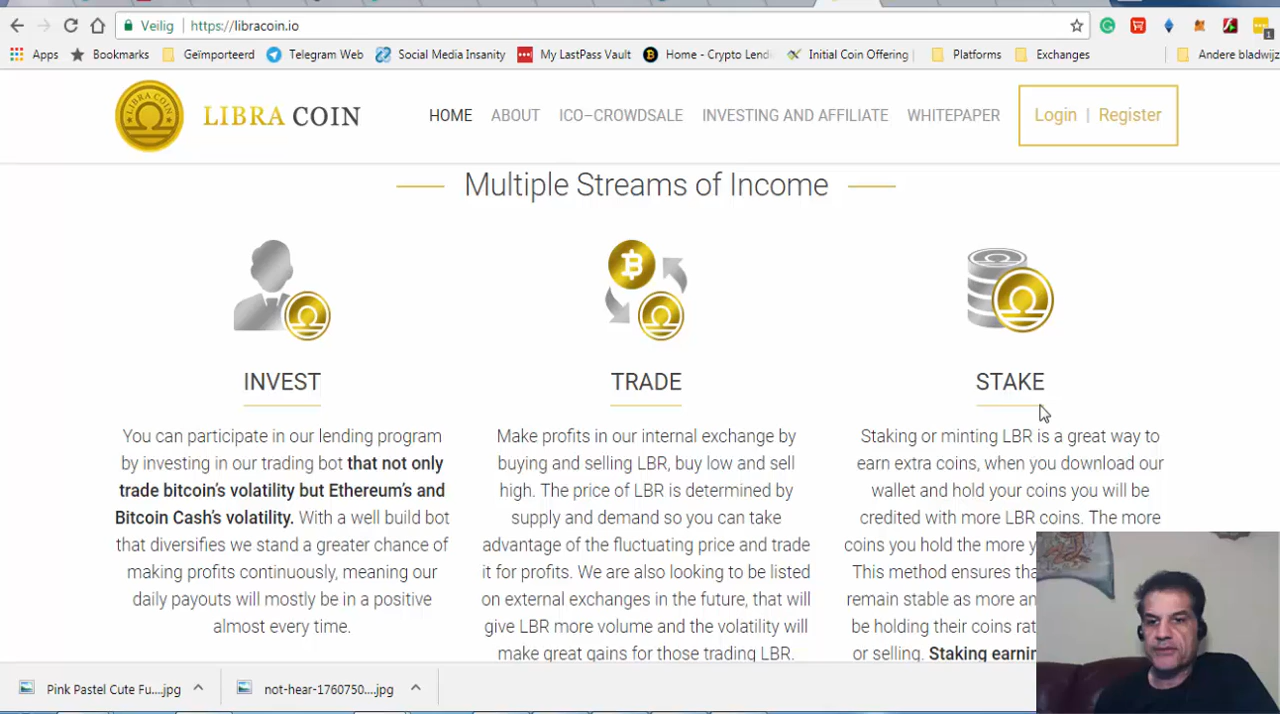 Veilig https://libracoin.io
Apps Bookmarks Geïmporteerd Telegram Web Social Media Insanity My LastPass Vault Home - Crypto Lend Initial Coin Offering Platforms Exchanges Andere bladwijz
1
LIBRA COIN
LIBRA COIN HOME ABOUT ICO–CROWDSALE INVESTING AND AFFILIATE WHITEPAPER Login | Register
Multiple Streams of Income
INVEST
You can participate in our lending program
by investing in our trading bot that not only
trade bitcoin's volatility but Ethereum's and
Bitcoin Cash's volatility. With a well build bot
that diversifies we stand a greater chance of
making profits continuously, meaning our
daily payouts will mostly be in a positive
almost every time.
TRADE
Make profits in our internal exchange by
buying and selling LBR, buy low and sell
high. The price of LBR is determined by
supply and demand so you can take
advantage of the fluctuating price and trade
it for profits. We are also looking to be listed
on external exchanges in the future, that will
give LBR more volume and the volatility will
make great gains for those trading LBR.
STAKE
Staking or minting LBR is a great way to
earn extra coins, when you download our
wallet and hold your coins you will be
credited with more LBR coins. The more
coins you hold the more
This method ensures
remain stable as more
be holding their coins
or selling. Staking
Pink Pastel Cute Fu....jpg not-hear-1760750....jpg